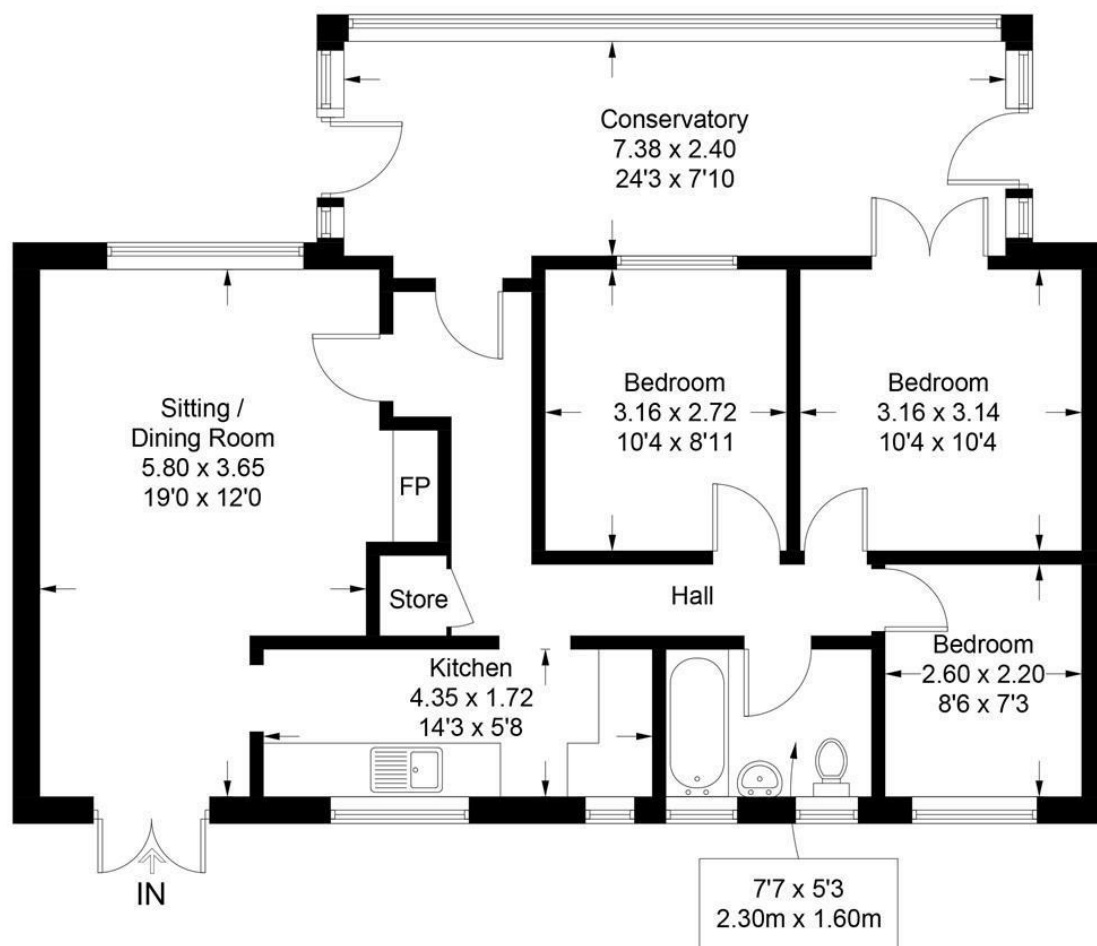 Conservatory
7.38 x 2.40
24'3 x 7'10
Sitting /
Dining Room
5.80 x 3.65
19'0 x 12'0
Bedroom
3.16 x 2.72
10'4 x 8'11
Bedroom
3.16 x 3.14
10'4 x 10'4
FP
Store
Hall
Kitchen
4.35 x 1.72
14'3 x 5'8
Bedroom
2.60 x 2.20
8'6 x 7'3
IN
7'7 x 5'3
2.30m x 1.60m